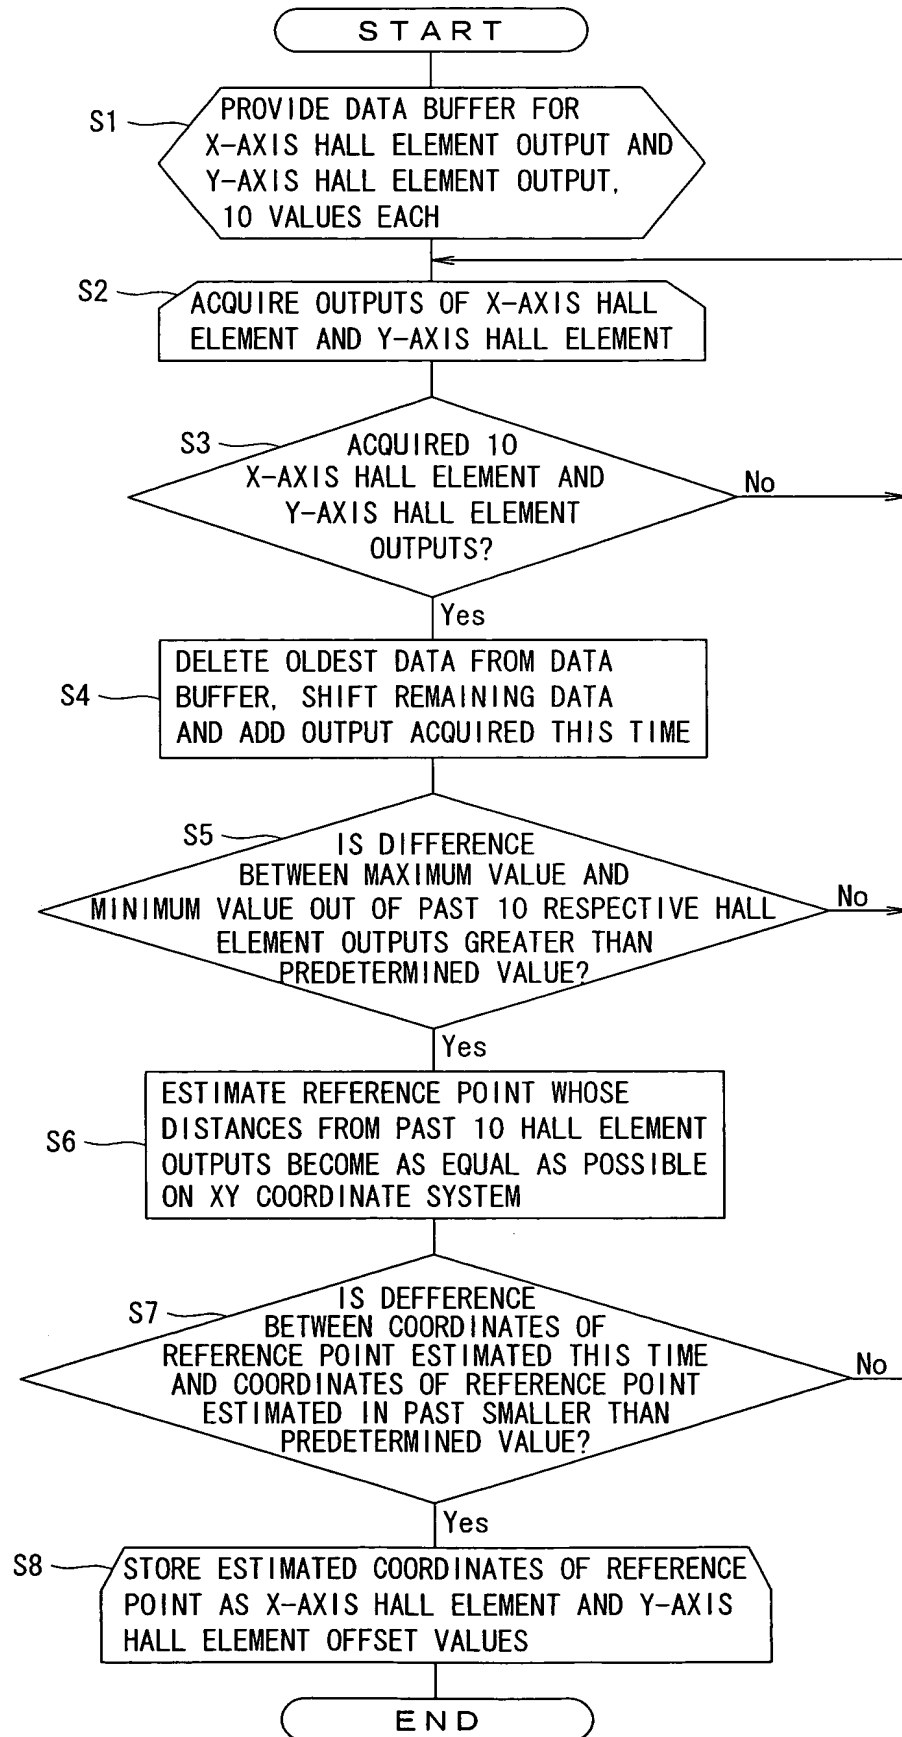 START
S1
PROVIDE DATA BUFFER FOR
X-AXIS HALL ELEMENT OUTPUT AND
Y-AXIS HALL ELEMENT OUTPUT,
10 VALUES EACH
S2
ACQUIRE OUTPUTS OF X-AXIS HALL
ELEMENT AND Y-AXIS HALL ELEMENT
S3
ACQUIRED 10
X-AXIS HALL ELEMENT AND
Y-AXIS HALL ELEMENT
OUTPUTS?
No
Yes
S4
DELETE OLDEST DATA FROM DATA
BUFFER, SHIFT REMAINING DATA
AND ADD OUTPUT ACQUIRED THIS TIME
S5
IS DIFFERENCE
BETWEEN MAXIMUM VALUE AND
MINIMUM VALUE OUT OF PAST 10 RESPECTIVE HALL
ELEMENT OUTPUTS GREATER THAN
PREDETERMINED VALUE?
No
Yes
S6
ESTIMATE REFERENCE POINT WHOSE
DISTANCES FROM PAST 10 HALL ELEMENT
OUTPUTS BECOME AS EQUAL AS POSSIBLE
ON XY COORDINATE SYSTEM
S7
IS DEFFERENCE
BETWEEN COORDINATES OF
REFERENCE POINT ESTIMATED THIS TIME
AND COORDINATES OF REFERENCE POINT
ESTIMATED IN PAST SMALLER THAN
PREDETERMINED VALUE?
No
Yes
S8
STORE ESTIMATED COORDINATES OF REFERENCE
POINT AS X-AXIS HALL ELEMENT AND Y-AXIS
HALL ELEMENT OFFSET VALUES
END